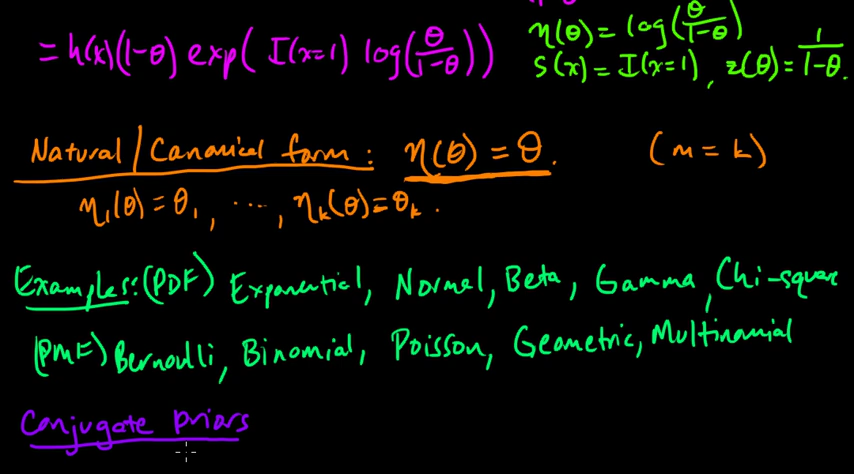 η(θ) = log(θ/(1-θ))
= h(x)(1-θ) exp( I(x=1) log(θ/(1-θ)) )
s(x) = I(x=1), z(θ) = 1/(1-θ).
Natural/Canonical form: η(θ) = θ. (m = k)
η₁(θ) = θ₁, ..., ηₖ(θ) = θₖ.
Examples: (PDF) Exponential, Normal, Beta, Gamma, Chi-square
(PMF) Bernoulli, Binomial, Poisson, Geometric, Multinomial
Conjugate priors